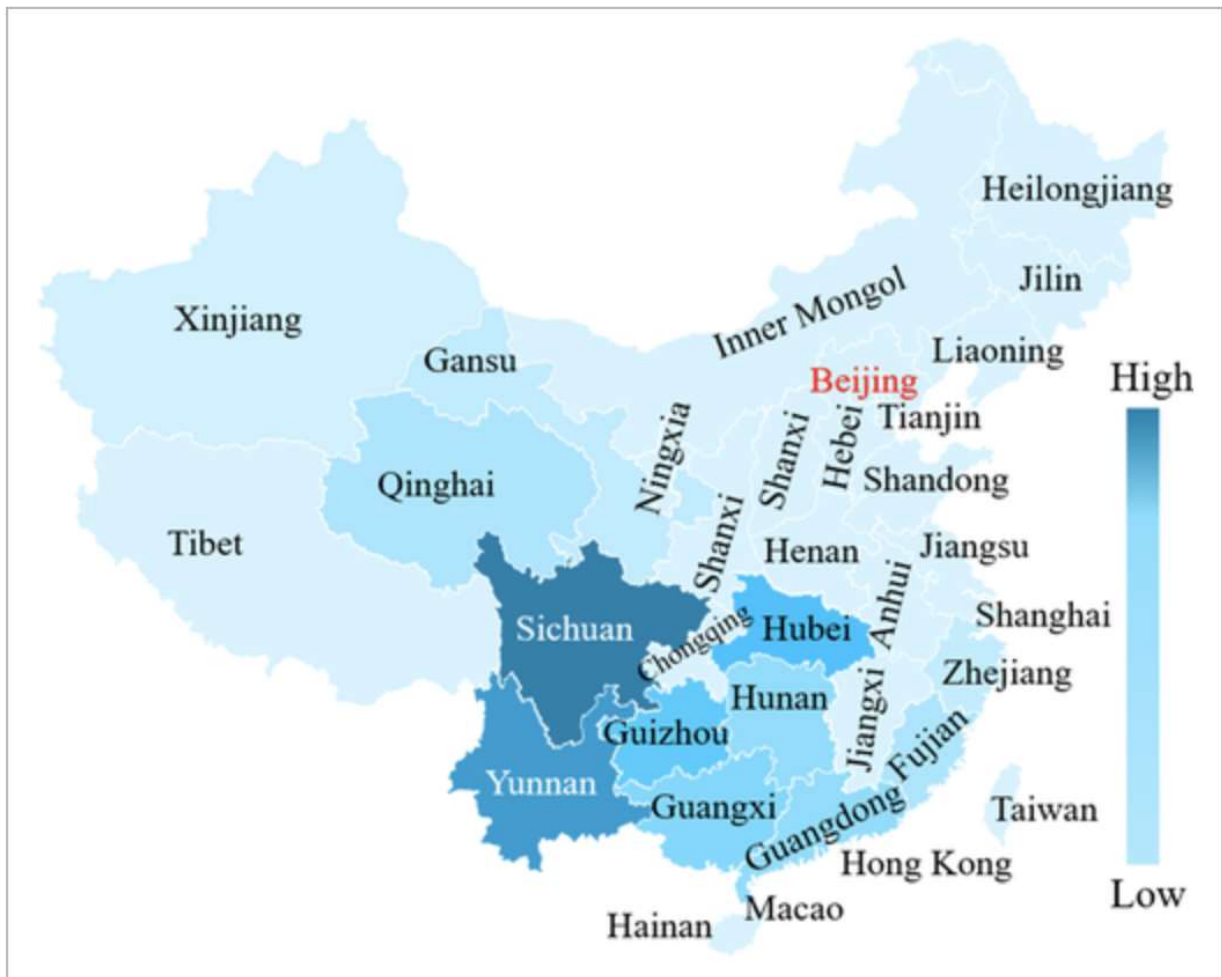 Heilongjiang
Jilin
Inner Mongol
Xinjiang
Gansu
Liaoning
Beijing
High
Tianjin
Ningxia
Shanxi
Hebei
Qinghai
Shandong
Tibet
Shanxi
Henan
Jiangsu
Anhui
Shanghai
Sichuan
Chongqing
Hubei
Zhejiang
Hunan
Jiangxi
Guizhou
Fujian
Yunnan
Guangxi
Guangdong
Taiwan
Hong Kong
Low
Macao
Hainan